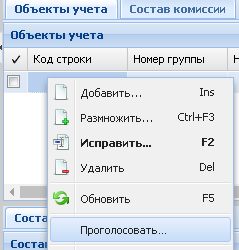 Объекты учета Состав комиссии
Объекты учета
✓ Код строки Номер группы
Добавить... Ins
Размножить... Ctrl+F3
Исправить... F2
Удалить Del
Обновить F5
Соста
Проголосовать...